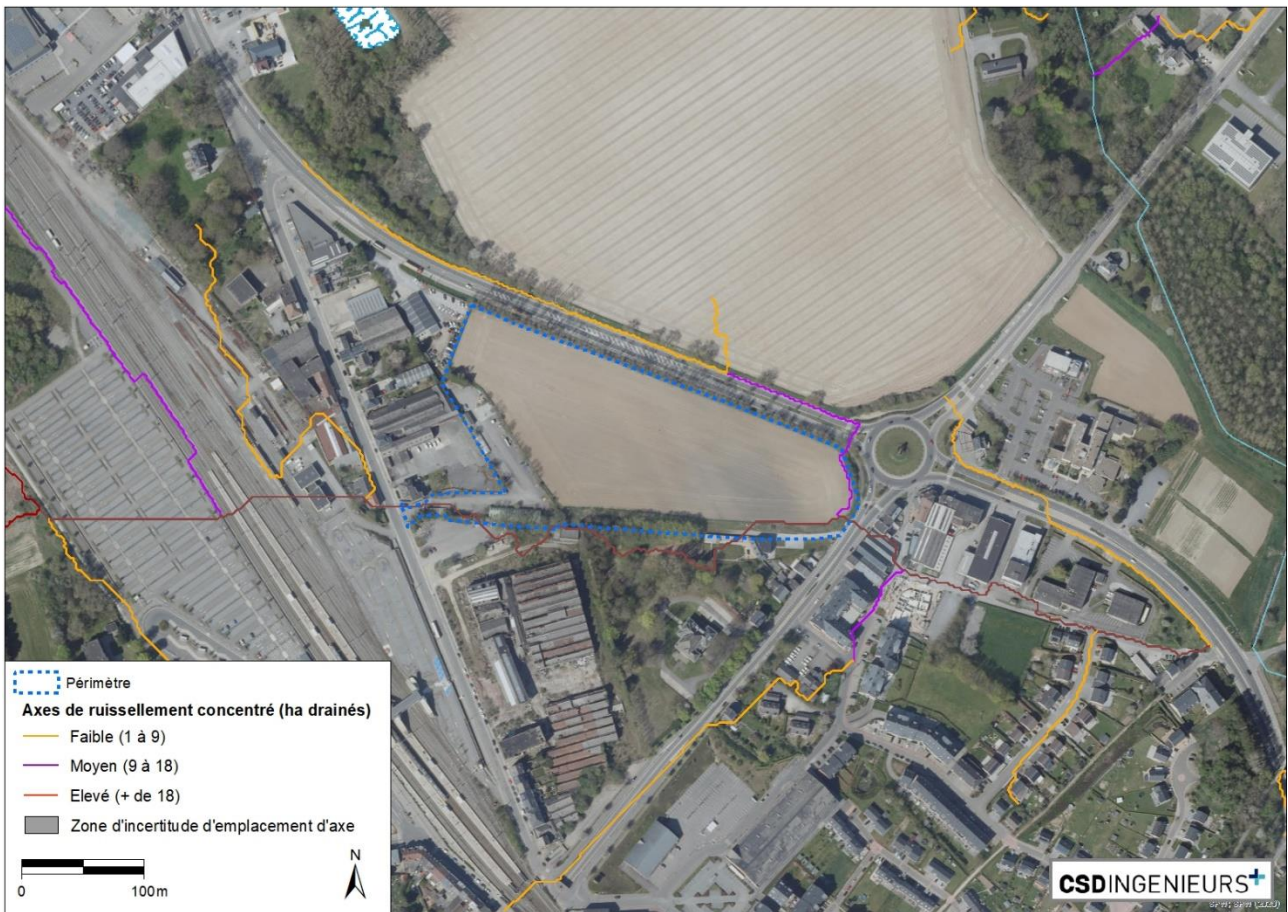 Périmètre
Axes de ruissellement concentré (ha drainés)
Faible (1 à 9)
Moyen (9 à 18)
Elevé (+ de 18)
Zone d'incertitude d'emplacement d'axe
N
0 100m
CSDINGENIEURS+